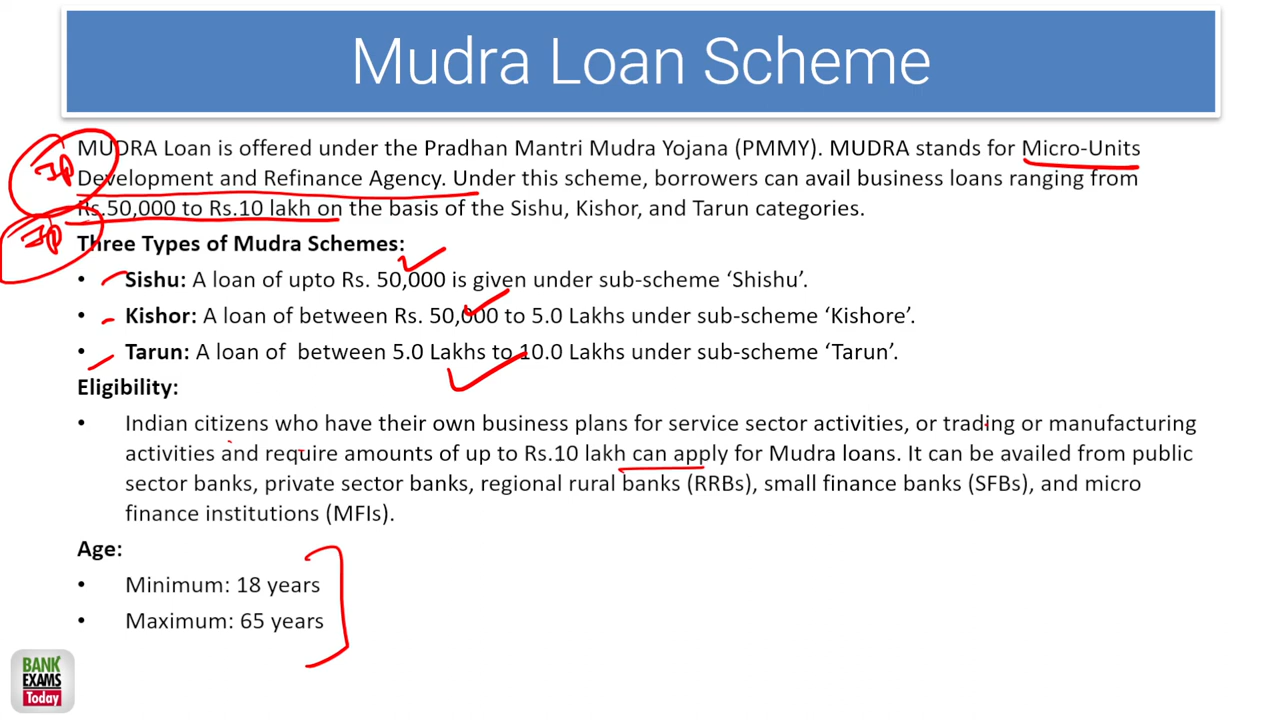 Mudra Loan Scheme
MUDRA Loan is offered under the Pradhan Mantri Mudra Yojana (PMMY). MUDRA stands for Micro-Units
Development and Refinance Agency. Under this scheme, borrowers can avail business loans ranging from
Rs.50,000 to Rs.10 lakh on the basis of the Sishu, Kishor, and Tarun categories.
Three Types of Mudra Schemes:
• Sishu: A loan of upto Rs. 50,000 is given under sub-scheme ‘Shishu’.
• Kishor: A loan of between Rs. 50,000 to 5.0 Lakhs under sub-scheme ‘Kishore’.
• Tarun: A loan of between 5.0 Lakhs to 10.0 Lakhs under sub-scheme ‘Tarun’.
Eligibility:
• Indian citizens who have their own business plans for service sector activities, or trading or manufacturing
activities and require amounts of up to Rs.10 lakh can apply for Mudra loans. It can be availed from public
sector banks, private sector banks, regional rural banks (RRBs), small finance banks (SFBs), and micro
finance institutions (MFIs).
Age:
• Minimum: 18 years
• Maximum: 65 years
BANK
EXAMS
Today